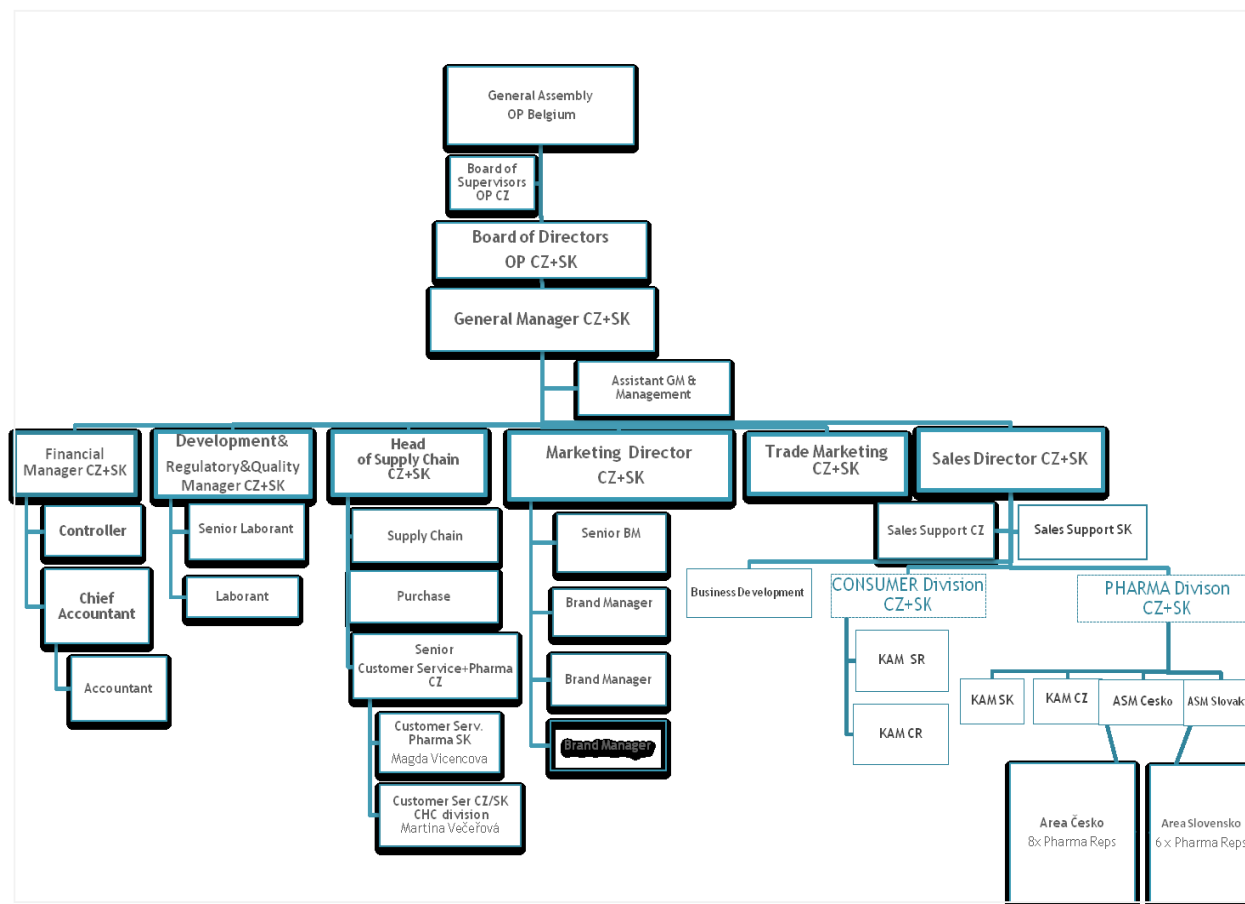 General Assembly
OP Belgium
Board of
Supervisors
OP CZ
Board of Directors
OP CZ+SK
General Manager CZ+SK
Assistant GM &
Management
Financial
Manager CZ+SK
Development&
Regulatory&Quality
Manager CZ+SK
Head
of Supply Chain
CZ+SK
Marketing Director
CZ+SK
Trade Marketing
CZ+SK
Sales Director CZ+SK
Controller
Chief
Accountant
Accountant
Senior Laborant
Laborant
Supply Chain
Purchase
Senior
Customer Service+Pharma
CZ
Customer Serv.
Pharma SK
Magda Vicencova
Customer Ser CZ/SK
CHC division
Martina Večeřová
Senior BM
Brand Manager
Brand Manager
Brand Manager
Sales Support CZ
Sales Support SK
Business Development
CONSUMER Division
CZ+SK
KAM SR
KAM CR
PHARMA Divison
CZ+SK
KAM SK
KAM CZ
ASM Cesko
ASM Slovak
Area Česko
8x Pharma Reps
Area Slovensko
6 x Pharma Reps